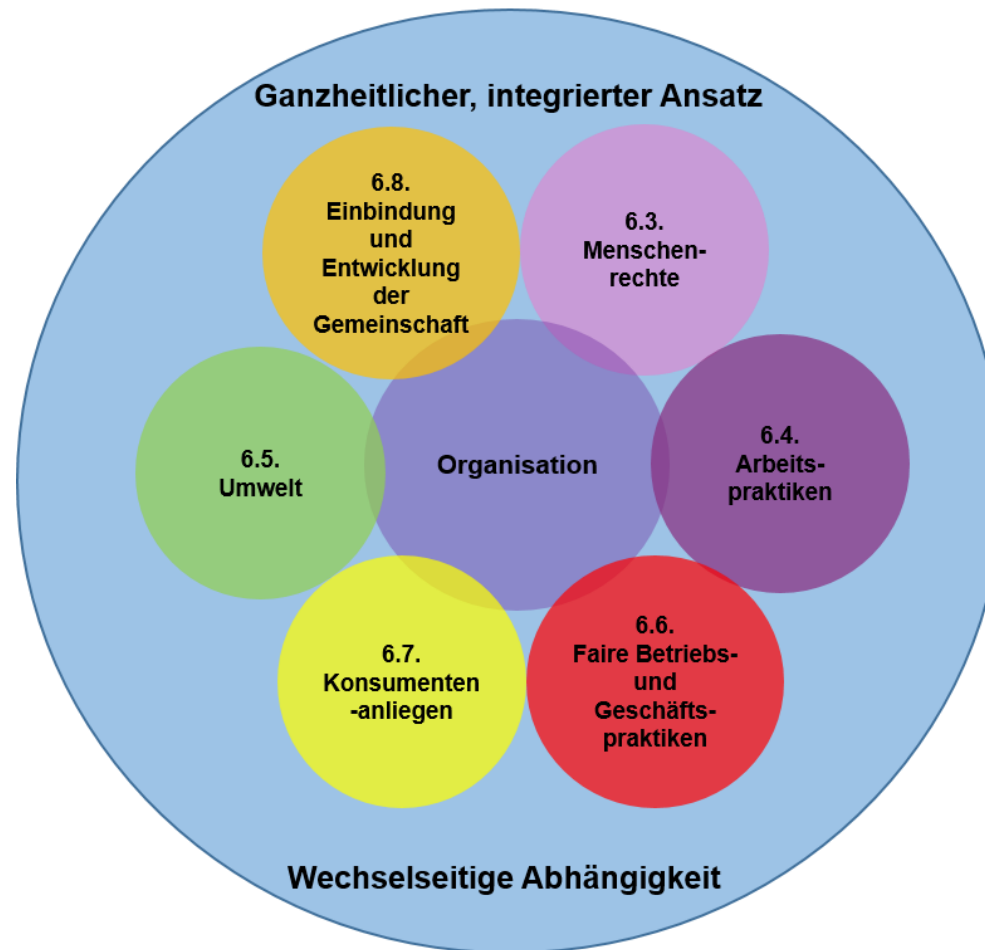 Ganzheitlicher, integrierter Ansatz
6.8.
Einbindung
und
Entwicklung
der
Gemeinschaft
6.3.
Menschen-
rechte
6.5.
Umwelt
Organisation
6.4.
Arbeits-
praktiken
6.7.
Konsumenten
-anliegen
6.6.
Faire Betriebs-
und
Geschäfts-
praktiken
Wechselseitige Abhängigkeit